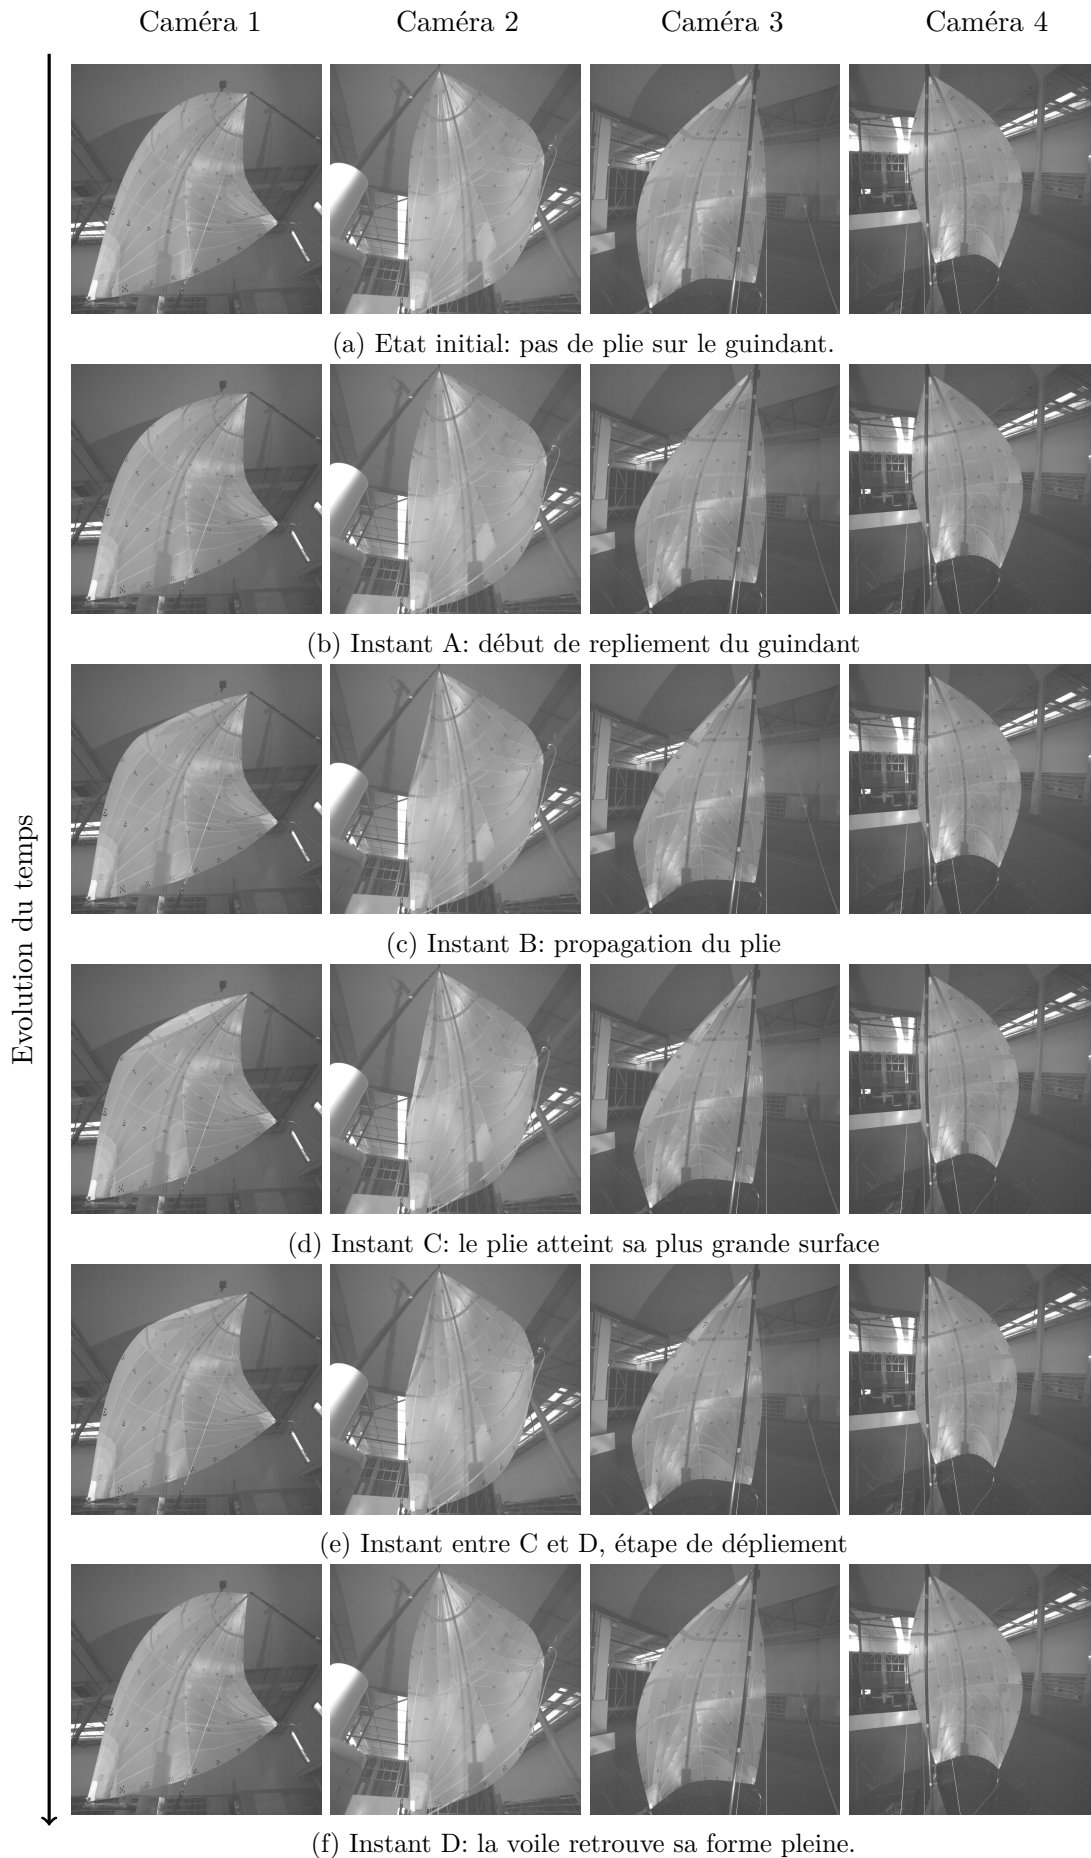 Caméra 1 Caméra 2 Caméra 3 Caméra 4
Evolution du temps
(a) Etat initial: pas de plie sur le guindant.
(b) Instant A: début de repliement du guindant
(c) Instant B: propagation du plie
(d) Instant C: le plie atteint sa plus grande surface
(e) Instant entre C et D, étape de dépliement
(f) Instant D: la voile retrouve sa forme pleine.